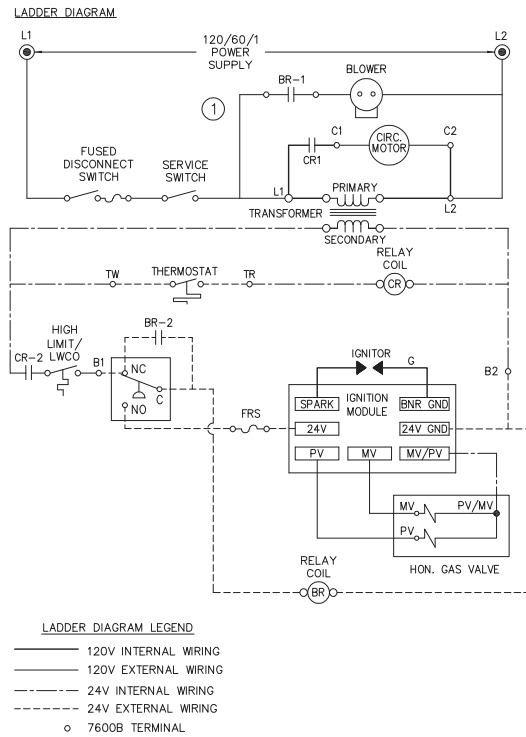 LADDER DIAGRAM
L1
L2
120/60/1
POWER
SUPPLY
BLOWER
BR-1
1
C1
CIRC.
MOTOR
C2
CR1
FUSED
DISCONNECT
SWITCH
SERVICE
SWITCH
L1
PRIMARY
L2
TRANSFORMER
SECONDARY
RELAY
COIL
TW
THERMOSTAT
TR
CR
HIGH
LIMIT/
LWCO
BR-2
CR-2
B1
NC
C
NO
IGNITOR
G
B2
SPARK
IGNITION
MODULE
BNR GND
FRS
24V
24V GND
PV
MV
MV/PV
MV
PV/MV
PV
HON. GAS VALVE
RELAY
COIL
BR
LADDER DIAGRAM LEGEND
120V INTERNAL WIRING
120V EXTERNAL WIRING
24V INTERNAL WIRING
24V EXTERNAL WIRING
7600B TERMINAL